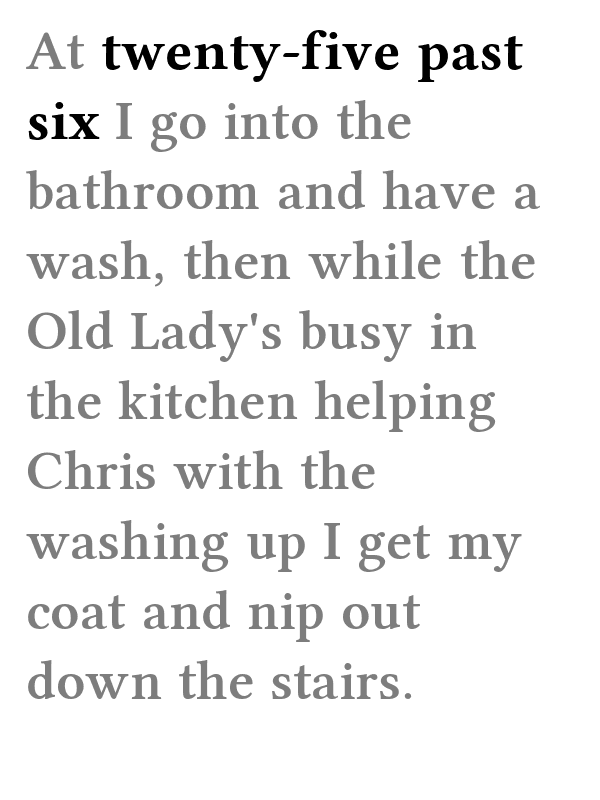 At twenty-five past
six I go into the
bathroom and have a
wash, then while the
Old Lady's busy in
the kitchen helping
Chris with the
washing up I get my
coat and nip out
down the stairs.